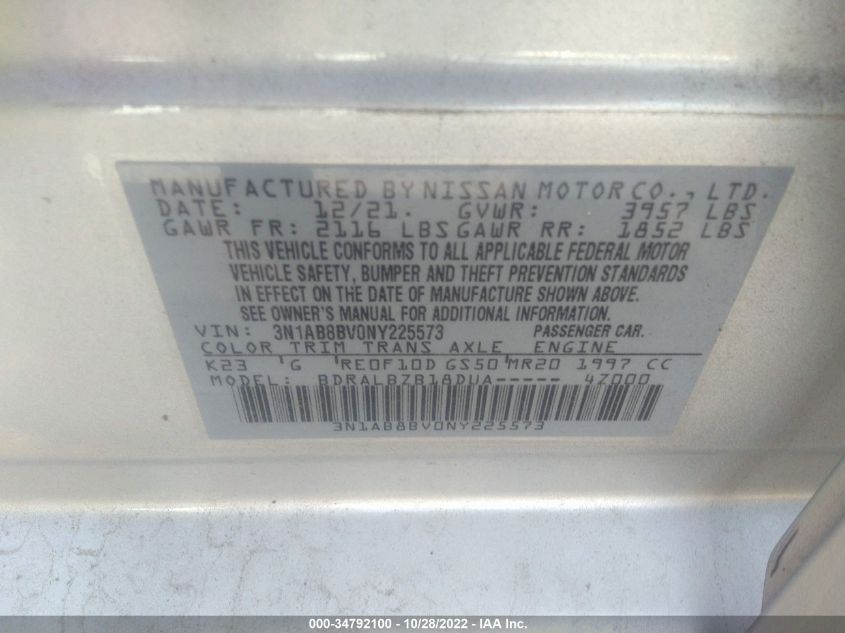 MANUFACTURED BY NISSAN MOTOR CO., LTD.
DATE: 12/21. GVWR: 3957 LBS
GAWR FR: 2116 LBS GAWR RR: 1852 LBS
THIS VEHICLE CONFORMS TO ALL APPLICABLE FEDERAL MOTOR
VEHICLE SAFETY, BUMPER AND THEFT PREVENTION STANDARDS
IN EFFECT ON THE DATE OF MANUFACTURE SHOWN ABOVE.
SEE OWNER'S MANUAL FOR ADDITIONAL INFORMATION.
VIN: 3N1AB8BV0NY225573 PASSENGER CAR.
COLOR TRIM TRANS AXLE ENGINE
K23 'G 'RE0F10D GS50 'MR20 1997 CC
MODEL: BDRALBZB18DUA----- 4Z000
3N1AB8BV0NY225573
000-34792100 - 10/28/2022 - IAA Inc.